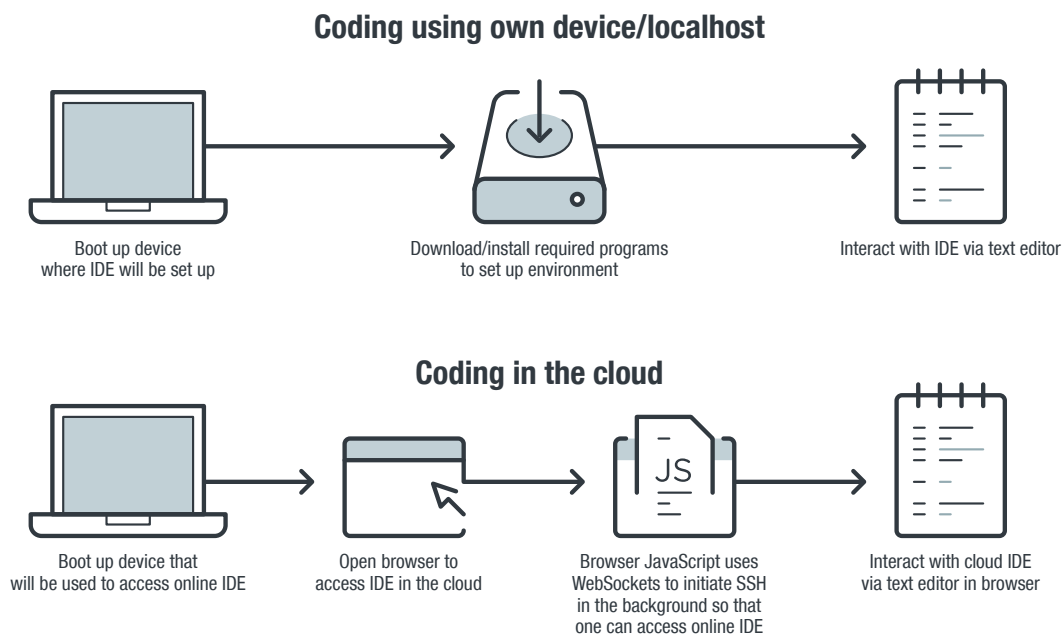 Coding using own device/localhost
Boot up device
where IDE will be set up
Download/install required programs
to set up environment
Interact with IDE via text editor
Coding in the cloud
JS
Boot up device that
will be used to access online IDE
Open browser to
access IDE in the cloud
Browser JavaScript uses
WebSockets to initiate SSH
in the background so that
one can access online IDE
Interact with cloud IDE
via text editor in browser